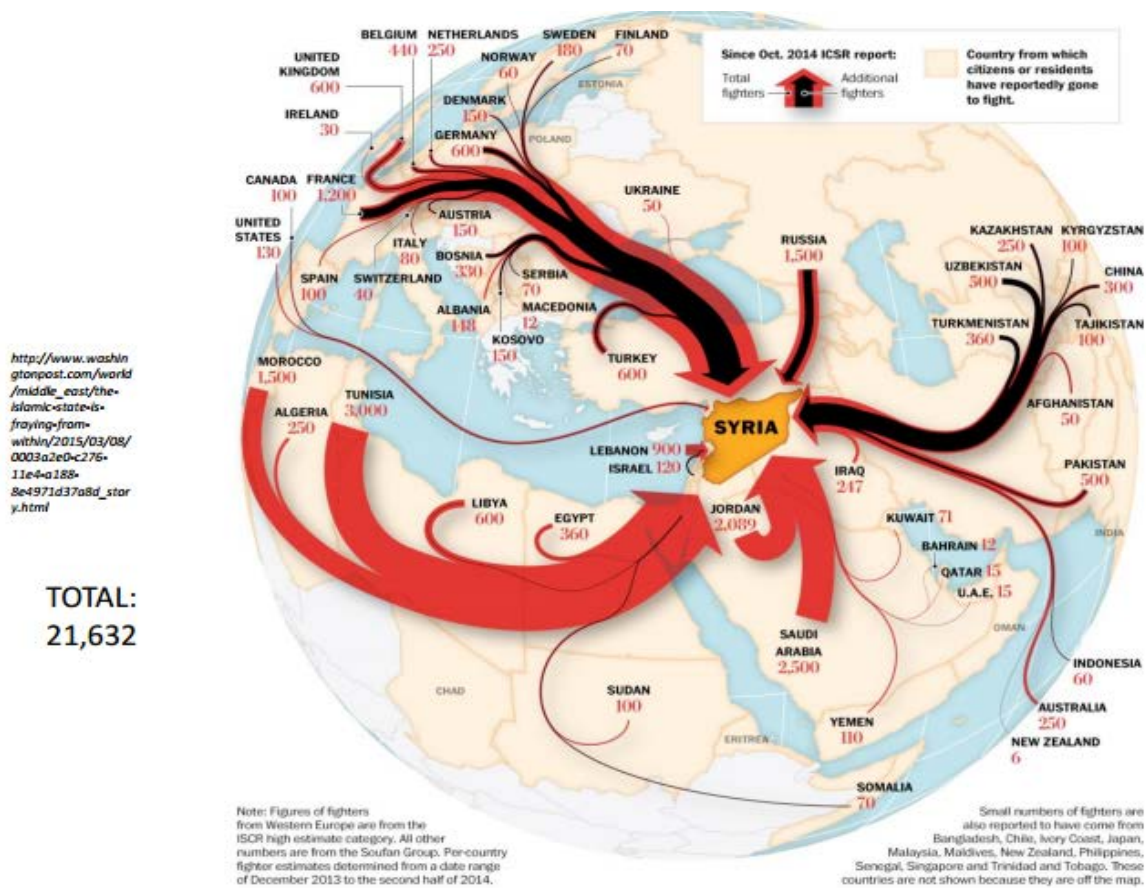 BELGIUM
440
NETHERLANDS
250
SWEDEN
180
FINLAND
70
NORWAY
60
UNITED
KINGDOM
600
DENMARK
150
IRELAND
30
GERMANY
600
ESTONIA
POLAND
Since Oct. 2014 ICSR report:
Total
fighters
Additional
fighters
Country from which
citizens or residents
have reportedly gone
to fight.
CANADA
100
FRANCE
1,200
UNITED
STATES
130
AUSTRIA
150
ITALY
80
SPAIN
100
SWITZERLAND
40
BOSNIA
330
SERBIA
70
ALBANIA
148
MACEDONIA
12
KOSOVO
150
UKRAINE
50
RUSSIA
1,500
TURKEY
600
KAZAKHSTAN
250
KYRGYZSTAN
100
UZBEKISTAN
500
CHINA
300
TURKMENISTAN
360
TAJIKISTAN
100
AFGHANISTAN
50
PAKISTAN
500
INDIA
http://www.washin
gtonpost.com/world
/middle_east/the-
islamic-state-is-
fraying-from-
within/2015/03/08/
0003a2e0-c276-
11e4-a188-
8e4971d37a8d_stor
y.html
TOTAL:
21,632
MOROCCO
1,500
ALGERIA
250
TUNISIA
3,000
SYRIA
LEBANON 900
ISRAEL 120
IRAQ
247
LIBYA
600
EGYPT
360
JORDAN
2,089
KUWAIT 71
BAHRAIN 12
QATAR 15
U.A.E. 15
OMAN
SAUDI
ARABIA
2,500
CHAD
SUDAN
100
ERITREA
YEMEN
110
SOMALIA
70
INDONESIA
60
AUSTRALIA
250
NEW ZEALAND
6
Note: Figures of fighters
from Western Europe are from the
ISCR high estimate category. All other
numbers are from the Soufan Group. Per-country
fighter estimates determined from a date range
of December 2013 to the second half of 2014.
Small numbers of fighters are
also reported to have come from
Bangladesh, Chile, Ivory Coast, Japan,
Malaysia, Maldives, New Zealand, Philippines,
Senegal, Singapore and Trinidad and Tobago. These
countries are not shown because they are off the map.